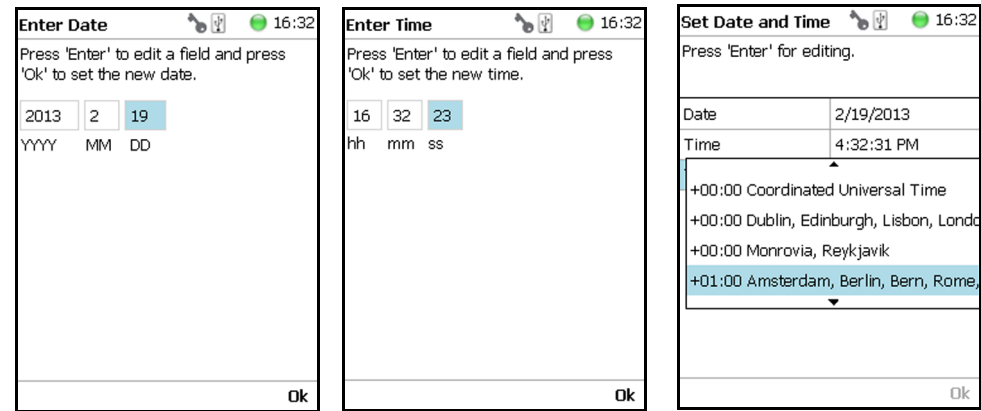 Enter Date 16:32
Press 'Enter' to edit a field and press
'Ok' to set the new date.
2013 2 19
YYYY MM DD
Ok
Enter Time 16:32
Press 'Enter' to edit a field and press
'Ok' to set the new time.
16 32 23
hh mm ss
Ok
Set Date and Time 16:32
Press 'Enter' for editing.
Date 2/19/2013
Time 4:32:31 PM
+00:00 Coordinated Universal Time
+00:00 Dublin, Edinburgh, Lisbon, Londo
+00:00 Monrovia, Reykjavik
+01:00 Amsterdam, Berlin, Bern, Rome,
Ok